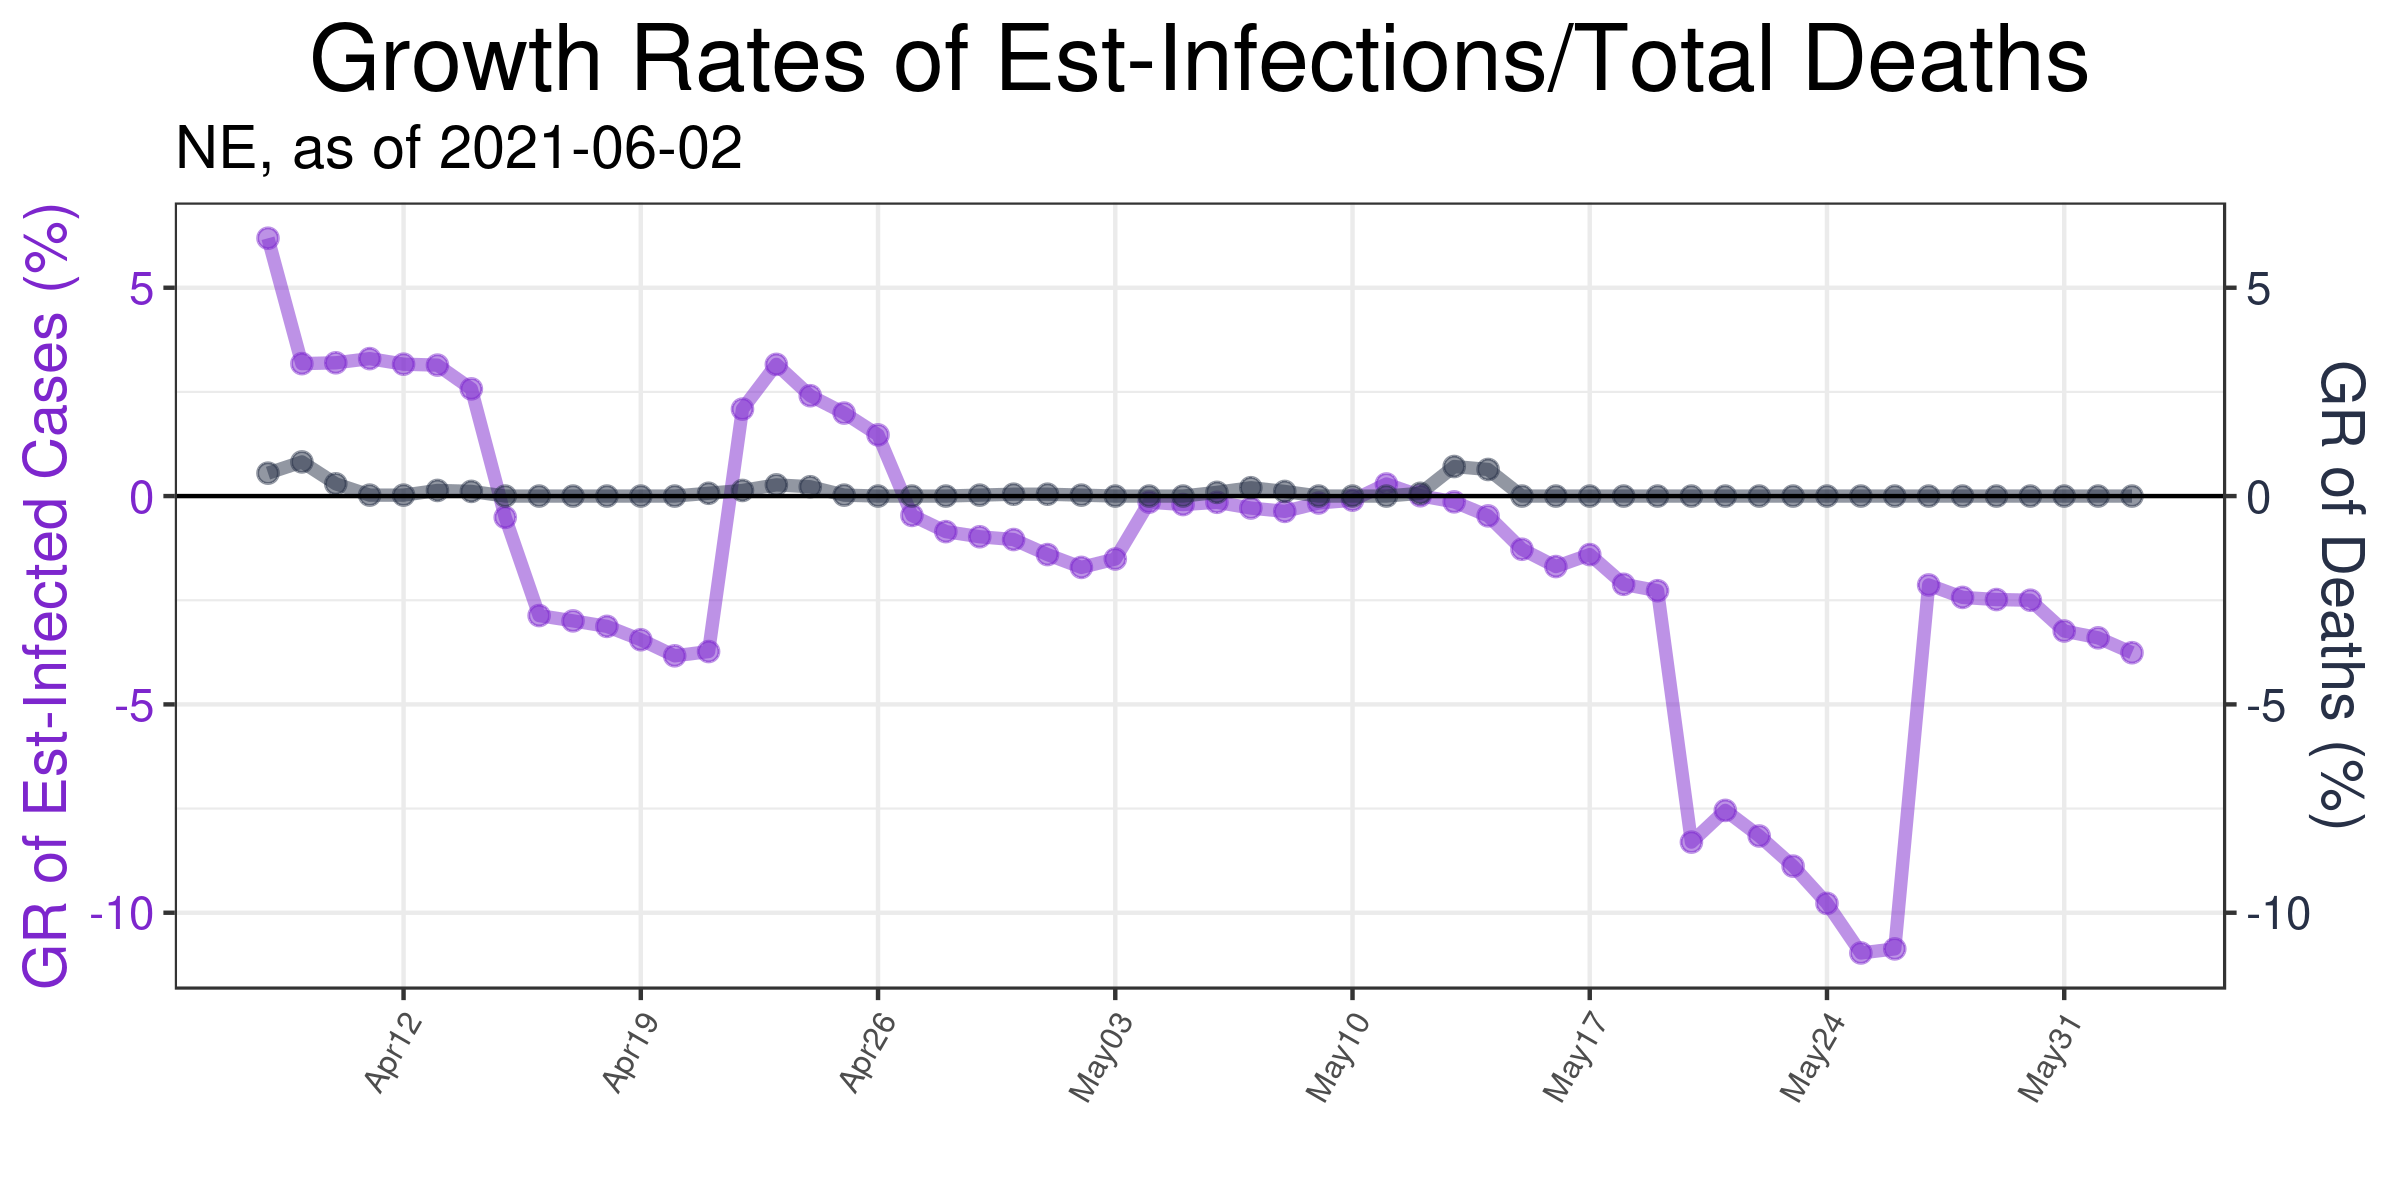 Growth Rates of Est-Infections/Total Deaths
NE, as of 2021-06-02
GR of Est-Infected Cases (%)
5
0
-5
-10
5
0
-5
-10
GR of Deaths (%)
Apr12
Apr19
Apr26
May03
May10
May17
May24
May31